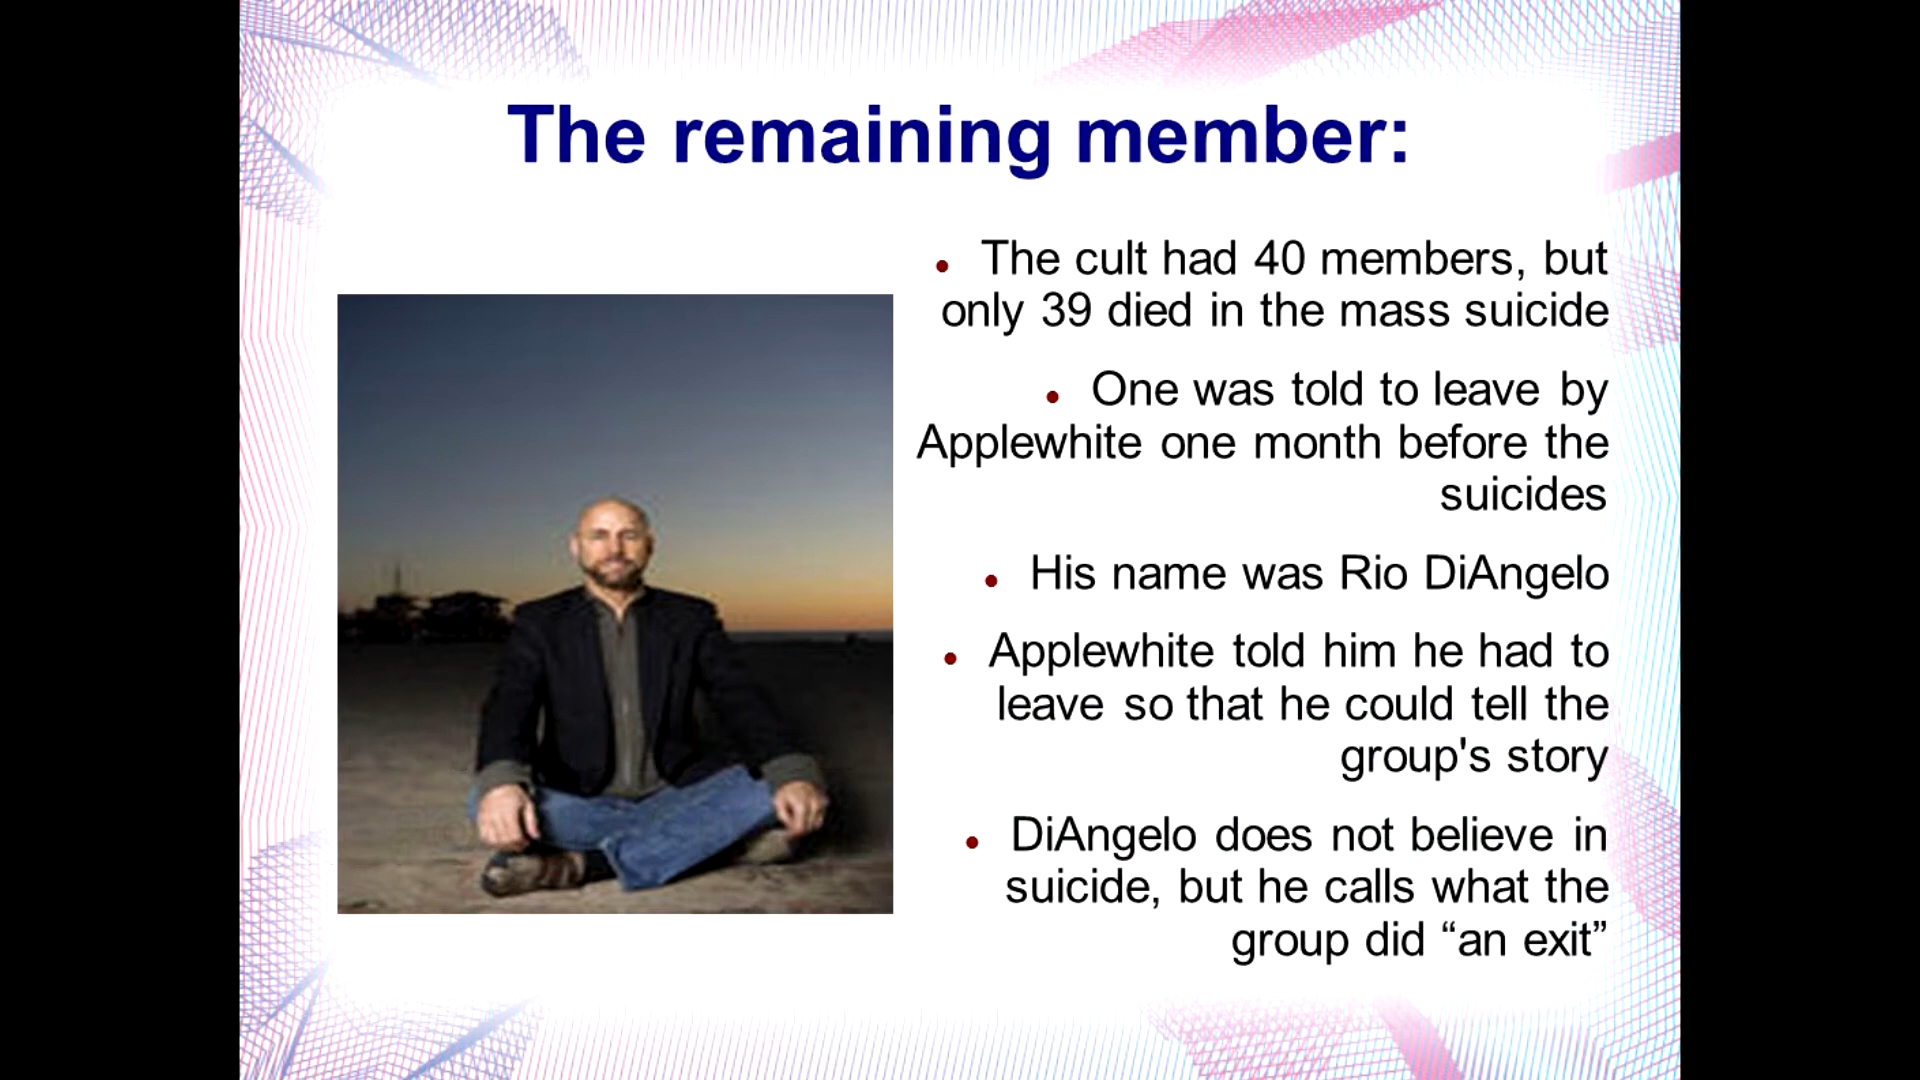 The remaining member:
• The cult had 40 members, but
only 39 died in the mass suicide
• One was told to leave by
Applewhite one month before the
suicides
• His name was Rio DiAngelo
• Applewhite told him he had to
leave so that he could tell the
group's story
• DiAngelo does not believe in
suicide, but he calls what the
group did “an exit”